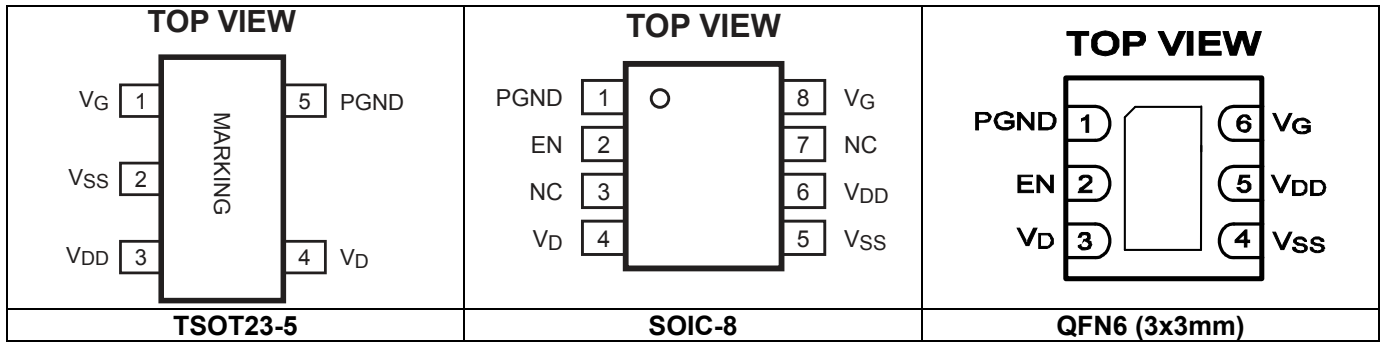 TOP VIEW
VG 1 5 PGND
MARKING
VSS 2
VDD 3 4 VD
TSOT23-5
TOP VIEW
PGND 1 8 VG
EN 2 7 NC
NC 3 6 VDD
VD 4 5 VSS
SOIC-8
TOP VIEW
PGND 1 6 VG
EN 2 5 VDD
VD 3 4 VSS
QFN6 (3x3mm)